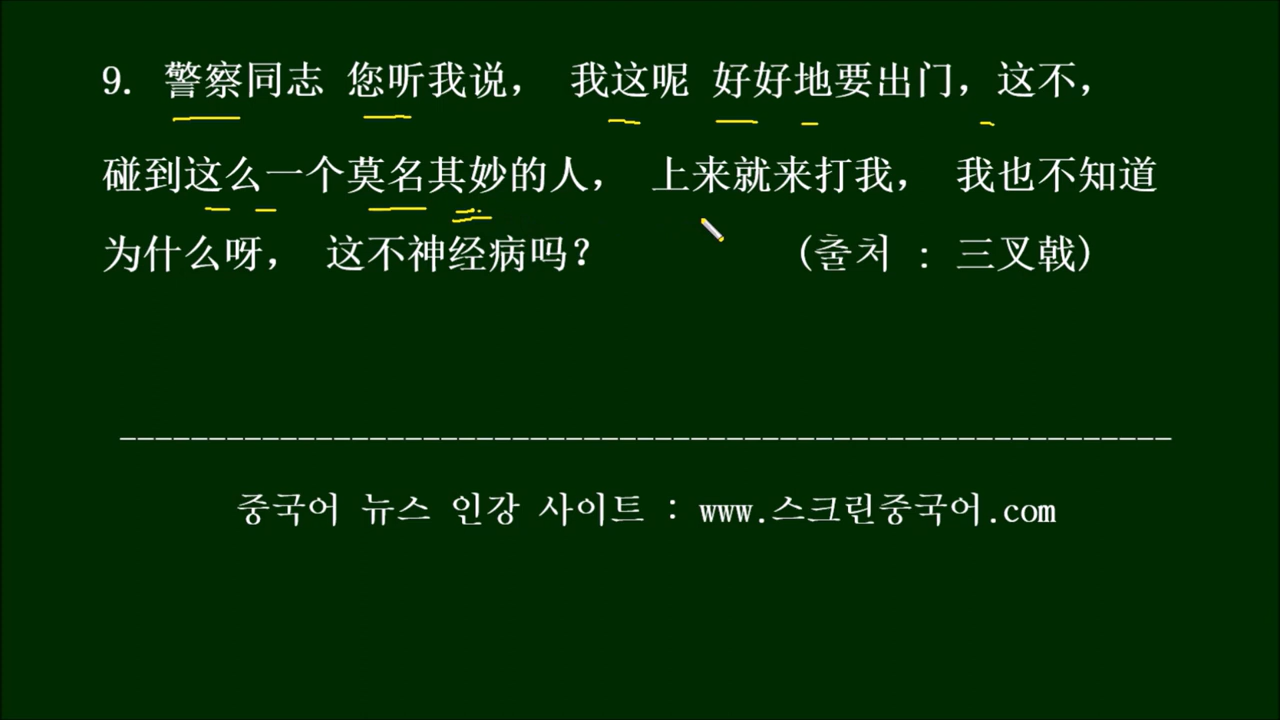 9. 警察同志 您听我说， 我这呢 好好地要出门，这不，
碰到这么一个莫名其妙的人， 上来就来打我， 我也不知道
为什么呀， 这不神经病吗？ (출처 : 三叉戟)
중국어 뉴스 인강 사이트 : www.스크린중국어.com